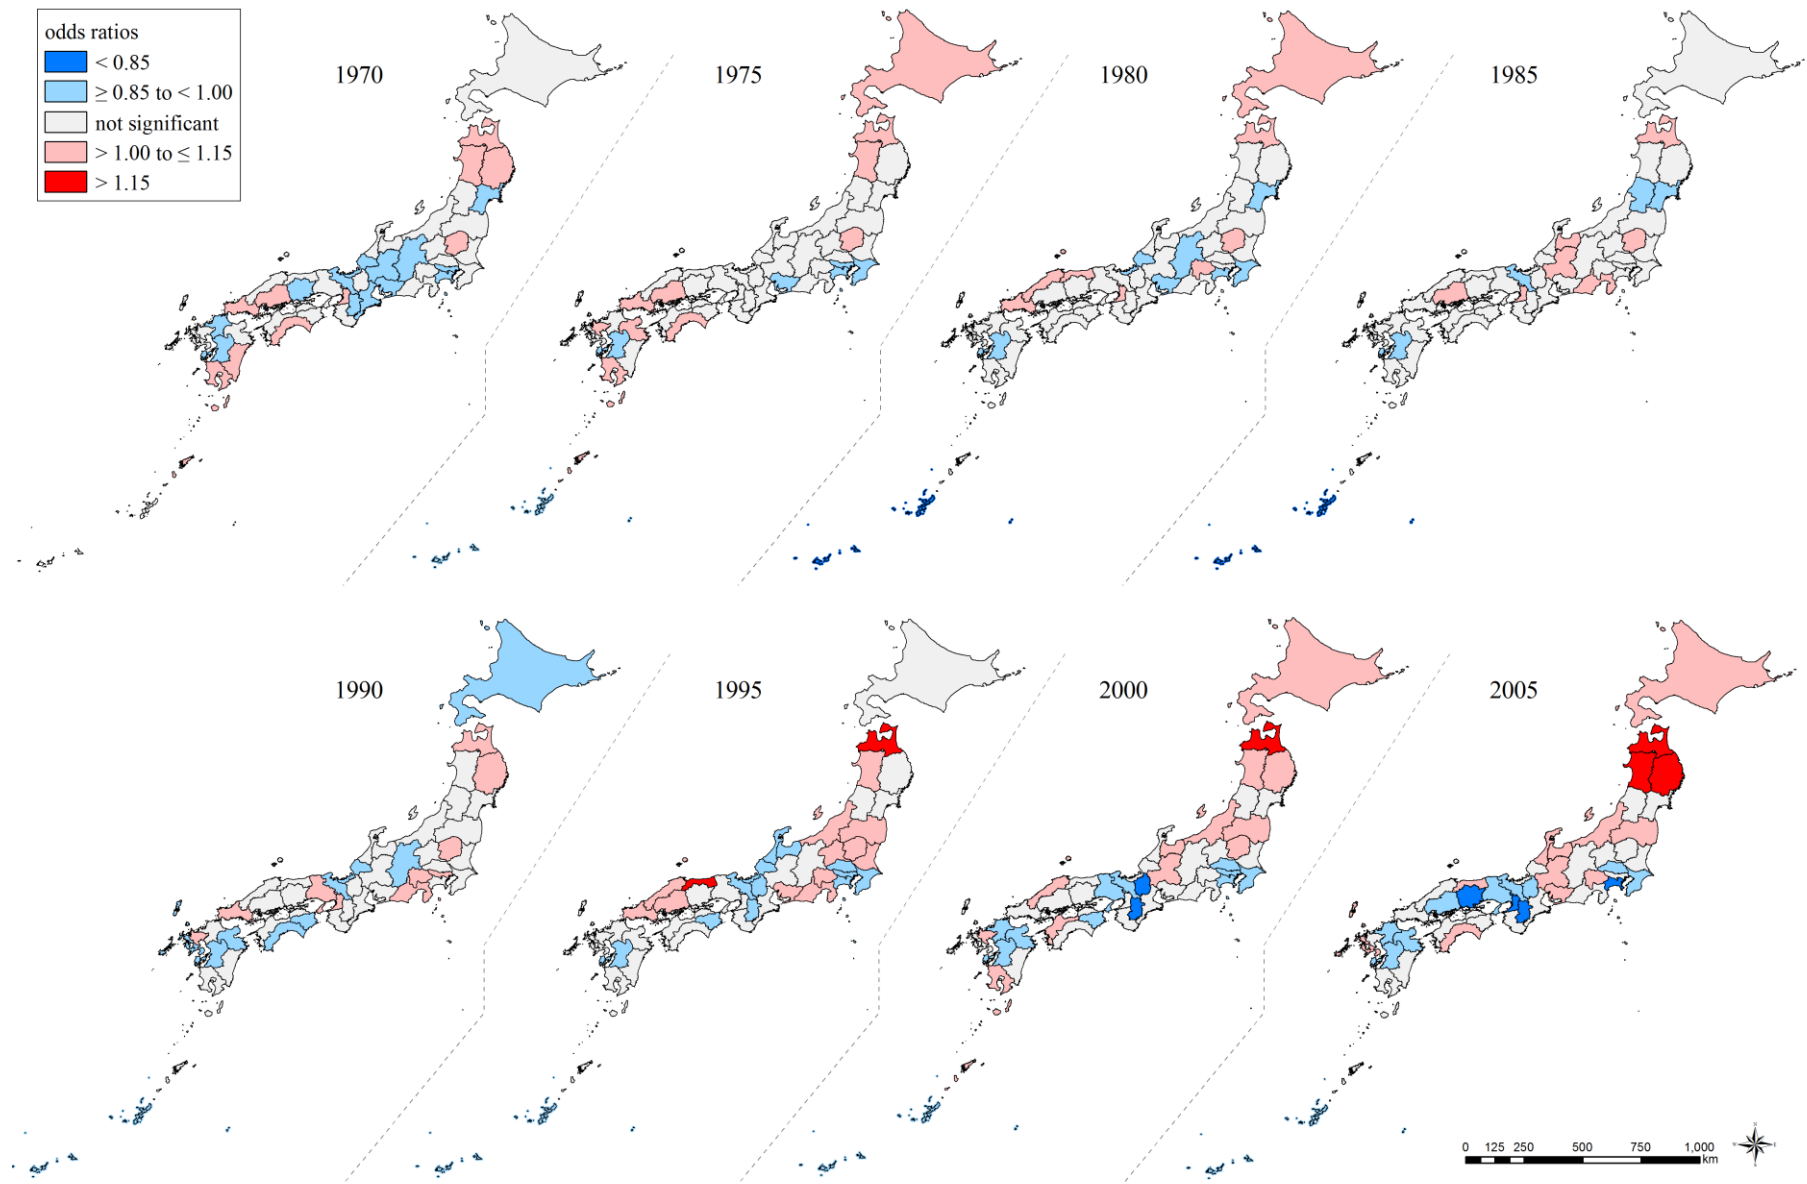 odds ratios
< 0.85
≥ 0.85 to < 1.00
not significant
> 1.00 to ≤ 1.15
> 1.15
1970
1975
1980
1985
1990
1995
2000
2005
0 125 250 500 750 1,000
km